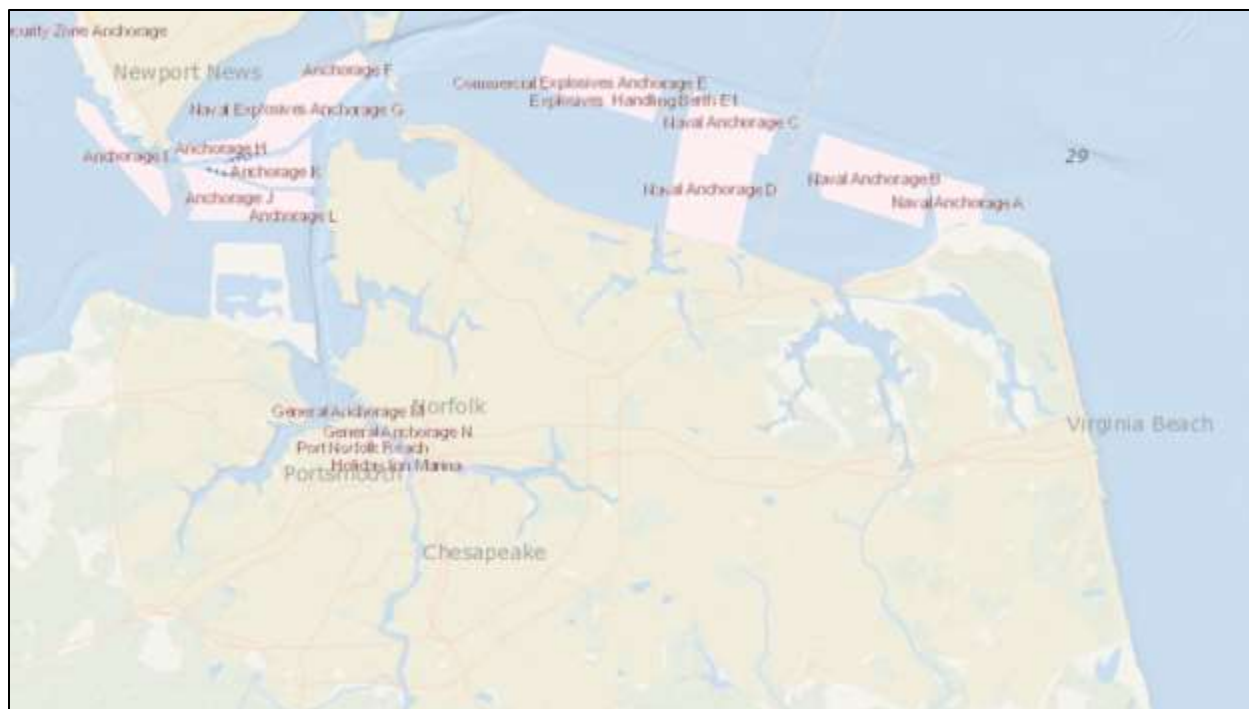 curity Zone Anchorage
Newport News
Anchorage F
Commercial Explosives Anchorage E
Explosives Handling Berth E1
Naval Explosives Anchorage G
Naval Anchorage C
Anchorage H
Anchorage I
29
Anchorage K
Naval Anchorage B
Naval Anchorage D
Anchorage J
Naval Anchorage A
Anchorage L
General Anchorage M
Norfolk
Virginia Beach
General Anchorage N
Port Norfolk Reach
Holiday Inn Marina
Portsmouth
Chesapeake